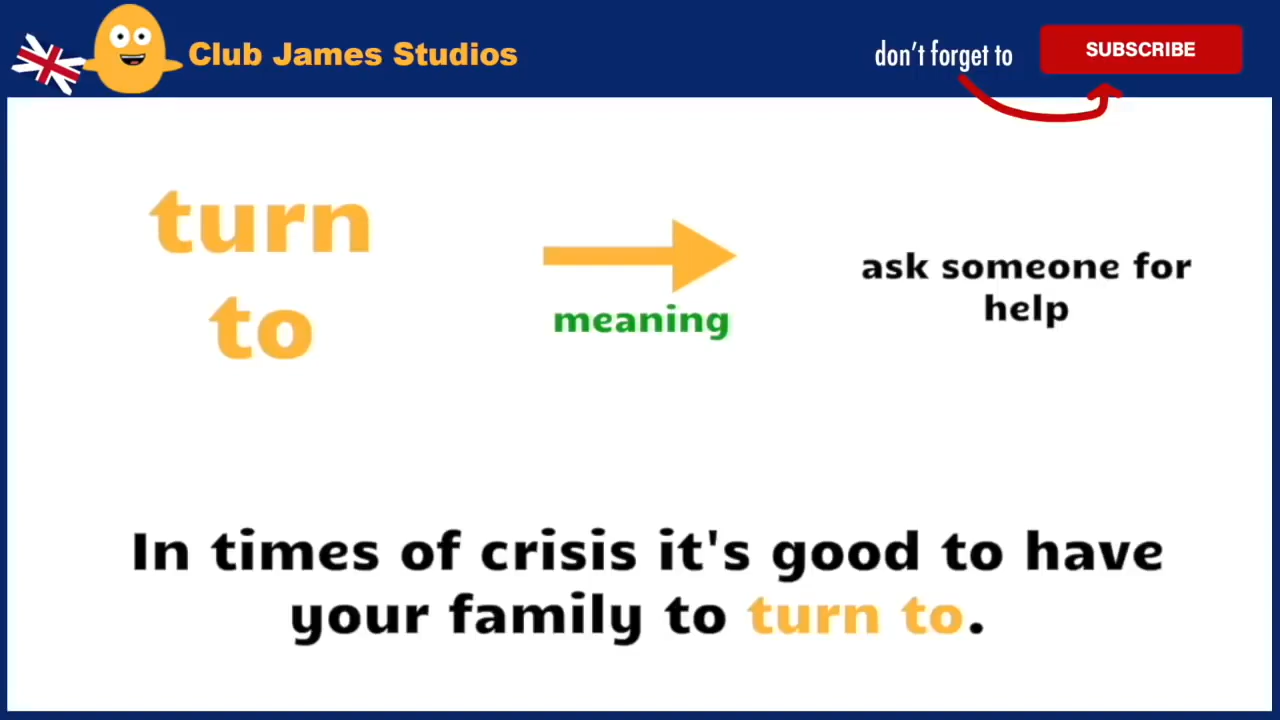 Club James Studios
don't forget to
SUBSCRIBE
turn
to
meaning
ask someone for
help
In times of crisis it's good to have
your family to turn to.